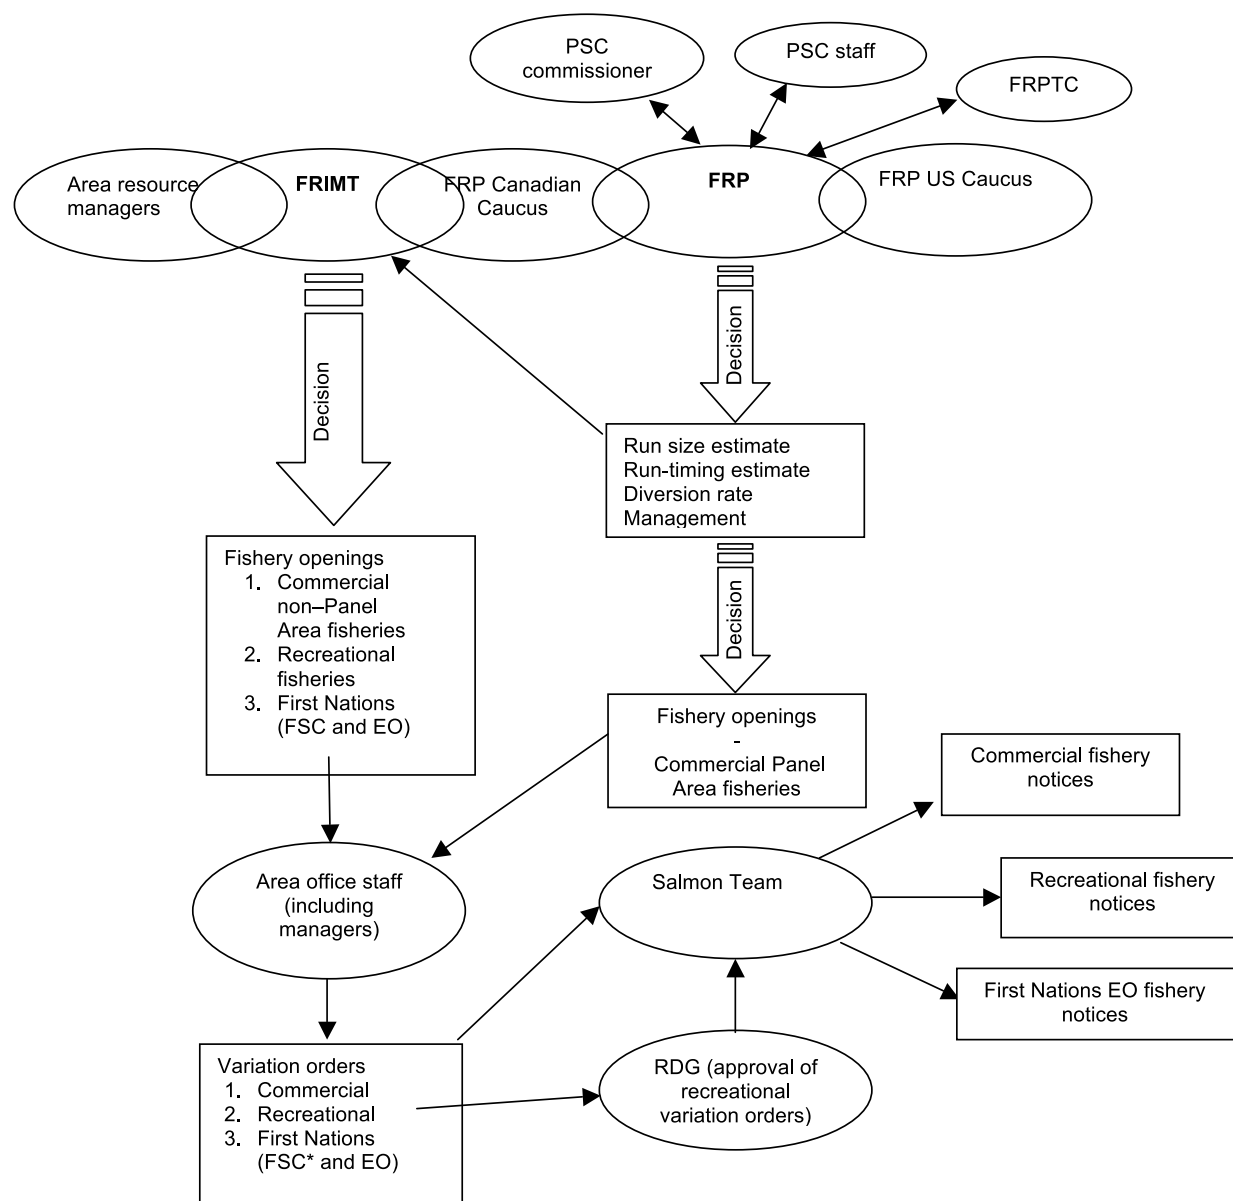 PSC
commissioner
PSC staff
FRPTC
Area resource
managers
FRIMT
FRP Canadian
Caucus
FRP
FRP US Caucus
Decision
Decision
Run size estimate
Run-timing estimate
Diversion rate
Management
Fishery openings
1. Commercial
non–Panel
Area fisheries
2. Recreational
fisheries
3. First Nations
(FSC and EO)
Decision
Fishery openings
-
Commercial Panel
Area fisheries
Commercial fishery
notices
Area office staff
(including
managers)
Salmon Team
Recreational fishery
notices
First Nations EO fishery
notices
Variation orders
1. Commercial
2. Recreational
3. First Nations
(FSC* and EO)
RDG (approval of
recreational
variation orders)